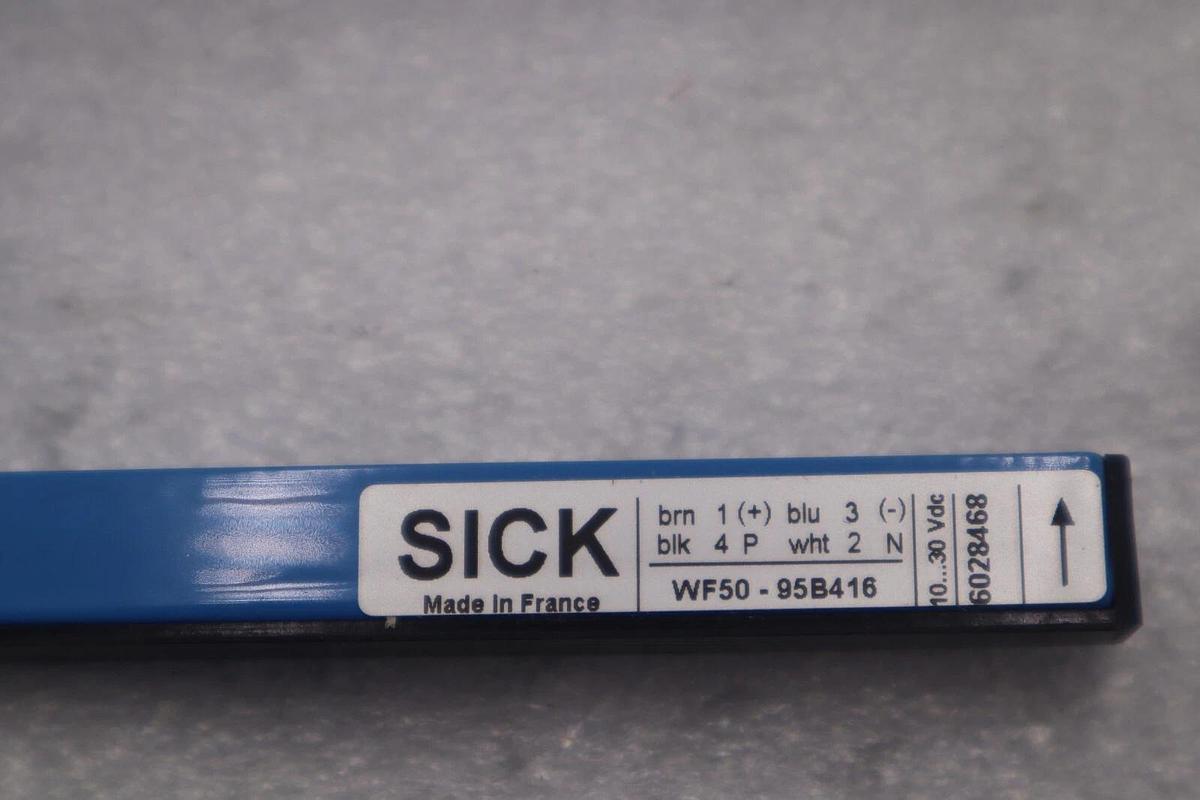 SICK
Made in France
brn 1 (+) blu 3 (-)
blk 4 P wht 2 N
WF50 - 95B416
10...30 Vdc
6028468